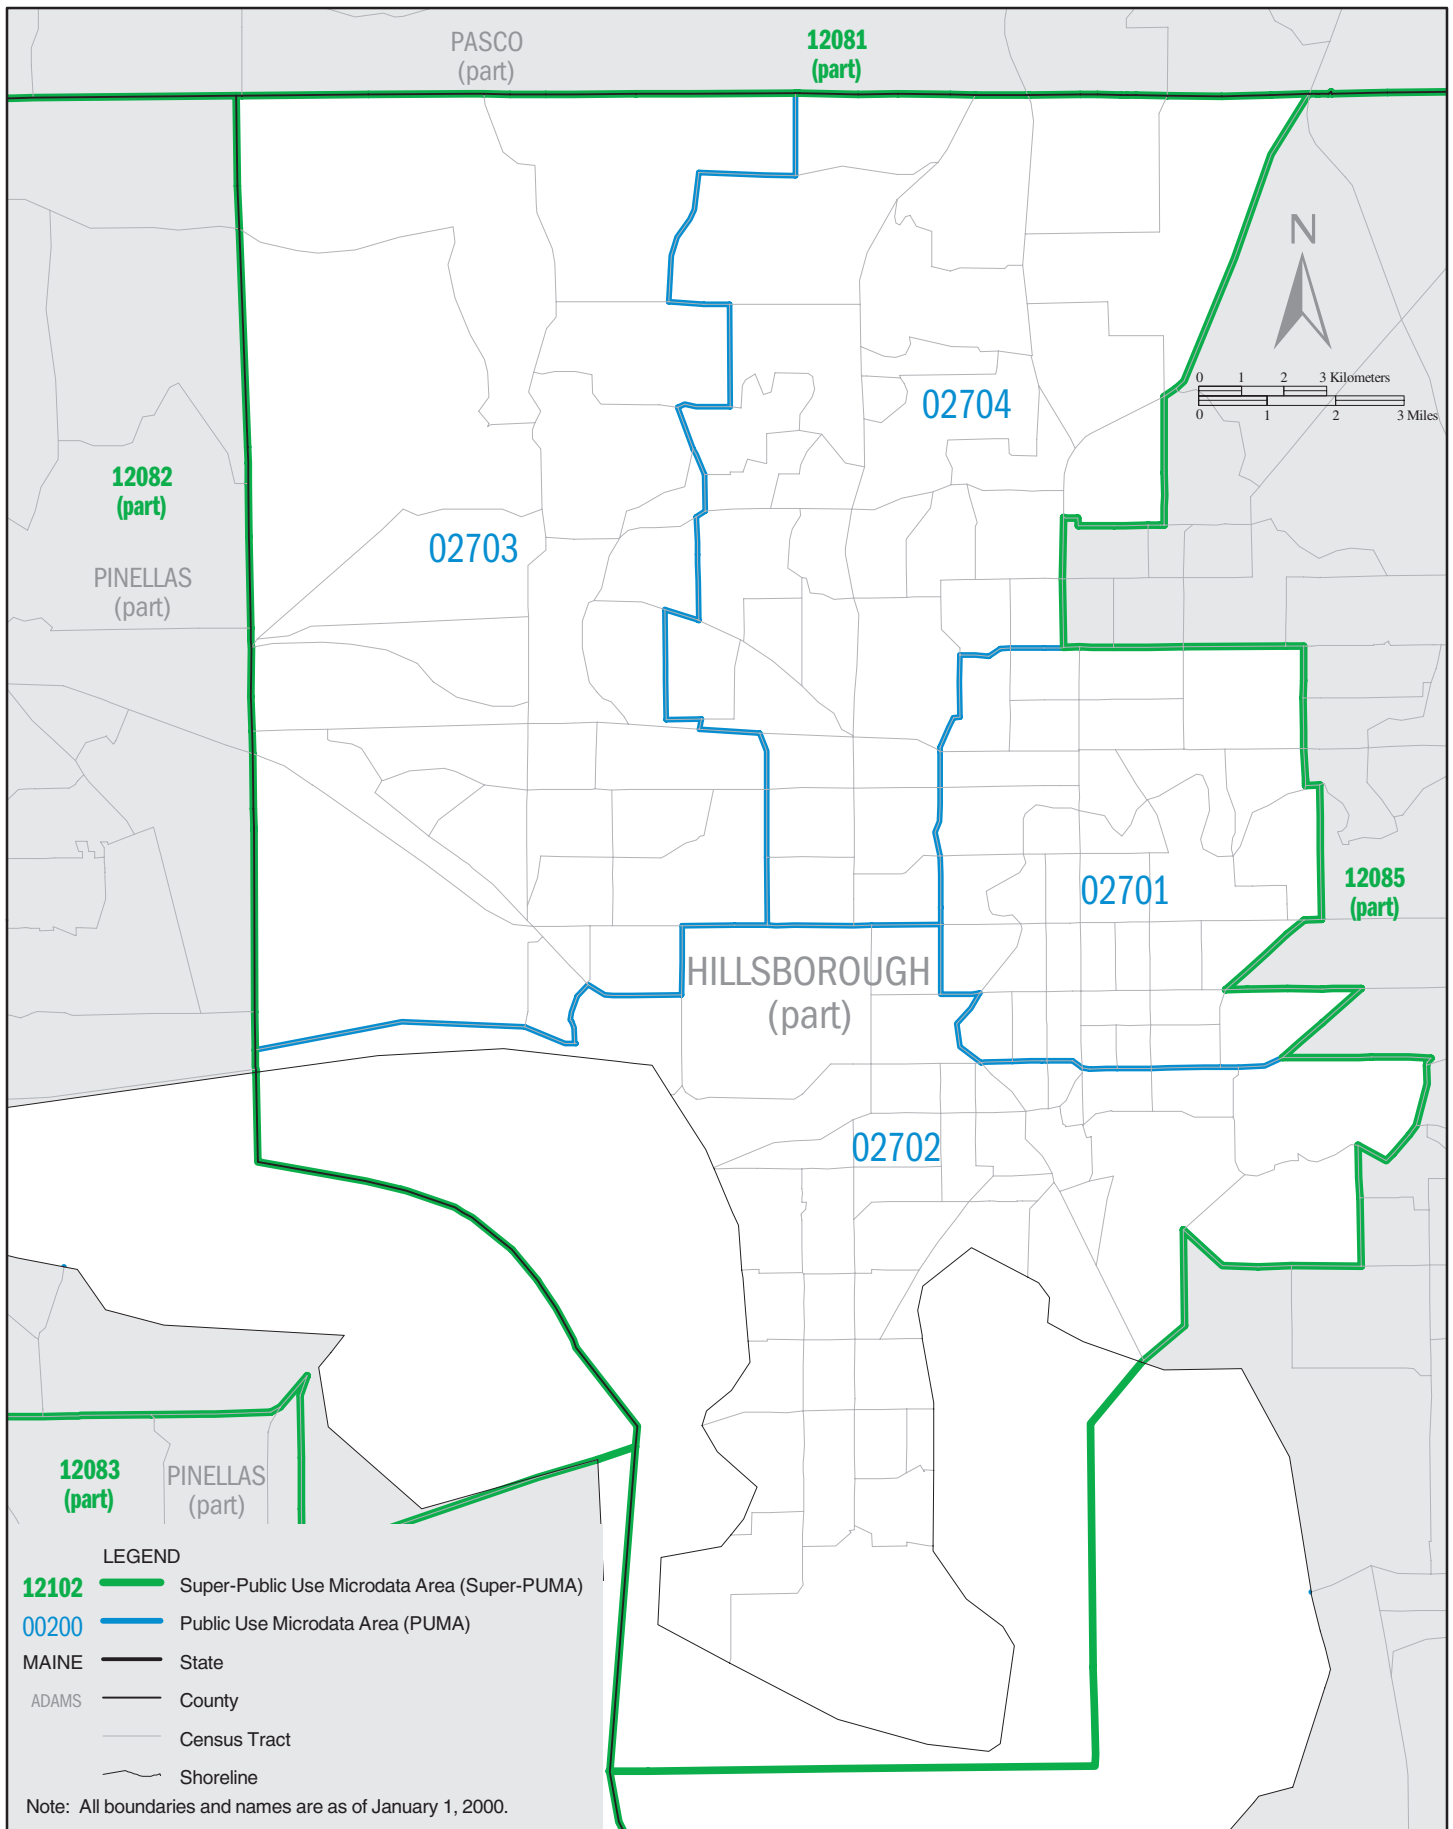 PASCO
(part)
12081
(part)
N
0 1 2 3 Kilometers
0 1 2 3 Miles
02704
12082
(part)
02703
PINELLAS
(part)
02701
12085
(part)
HILLSBOROUGH
(part)
02702
12083
(part)
PINELLAS
(part)
LEGEND
12102 Super-Public Use Microdata Area (Super-PUMA)
00200 Public Use Microdata Area (PUMA)
MAINE State
ADAMS County
Census Tract
Shoreline
Note: All boundaries and names are as of January 1, 2000.